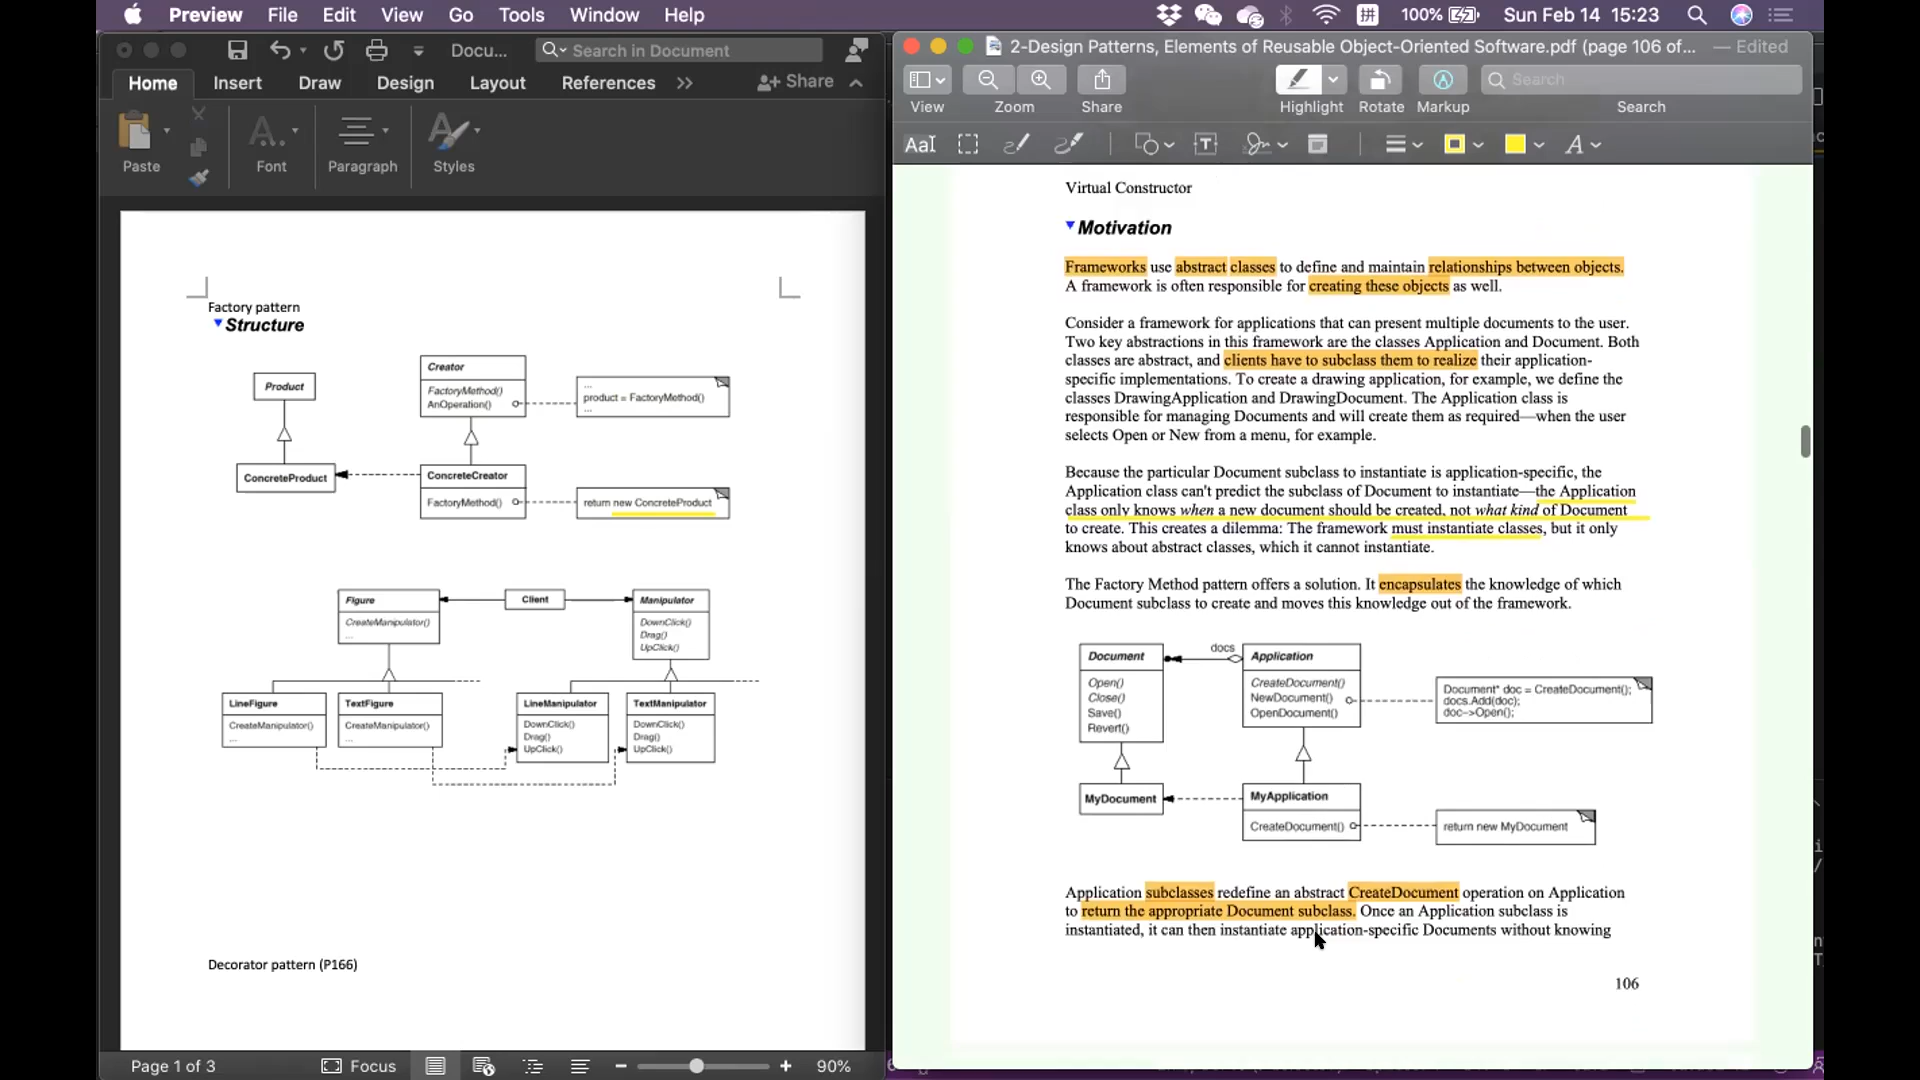 Preview File Edit View Go Tools Window Help
100% Sun Feb 14 15:23
Docu... Search in Document
Home Insert Draw Design Layout References >> Share
Paste Font Paragraph Styles
Factory pattern
Structure
Product
Creator
FactoryMethod()
AnOperation()
...
product = FactoryMethod()
...
ConcreteProduct
ConcreteCreator
FactoryMethod()
return new ConcreteProduct
Figure
CreateManipulator()
...
Client
Manipulator
DownClick()
Drag()
UpClick()
LineFigure
CreateManipulator()
...
TextFigure
CreateManipulator()
...
LineManipulator
DownClick()
Drag()
UpClick()
TextManipulator
DownClick()
Drag()
UpClick()
Decorator pattern (P166)
Page 1 of 3 Focus 90%
2-Design Patterns, Elements of Reusable Object-Oriented Software.pdf (page 106 of... — Edited
Search
View Zoom Share Highlight Rotate Markup Search
Virtual Constructor
Motivation
Frameworks use abstract classes to define and maintain relationships between objects.
A framework is often responsible for creating these objects as well.
Consider a framework for applications that can present multiple documents to the user.
Two key abstractions in this framework are the classes Application and Document. Both
classes are abstract, and clients have to subclass them to realize their application-
specific implementations. To create a drawing application, for example, we define the
classes DrawingApplication and DrawingDocument. The Application class is
responsible for managing Documents and will create them as required—when the user
selects Open or New from a menu, for example.
Because the particular Document subclass to instantiate is application-specific, the
Application class can't predict the subclass of Document to instantiate—the Application
class only knows when a new document should be created, not what kind of Document
to create. This creates a dilemma: The framework must instantiate classes, but it only
knows about abstract classes, which it cannot instantiate.
The Factory Method pattern offers a solution. It encapsulates the knowledge of which
Document subclass to create and moves this knowledge out of the framework.
Document
Open()
Close()
Save()
Revert()
docs
Application
CreateDocument()
NewDocument()
OpenDocument()
Document* doc = CreateDocument();
docs.Add(doc);
doc->Open();
MyDocument
MyApplication
CreateDocument()
return new MyDocument
Application subclasses redefine an abstract CreateDocument operation on Application
to return the appropriate Document subclass. Once an Application subclass is
instantiated, it can then instantiate application-specific Documents without knowing
106